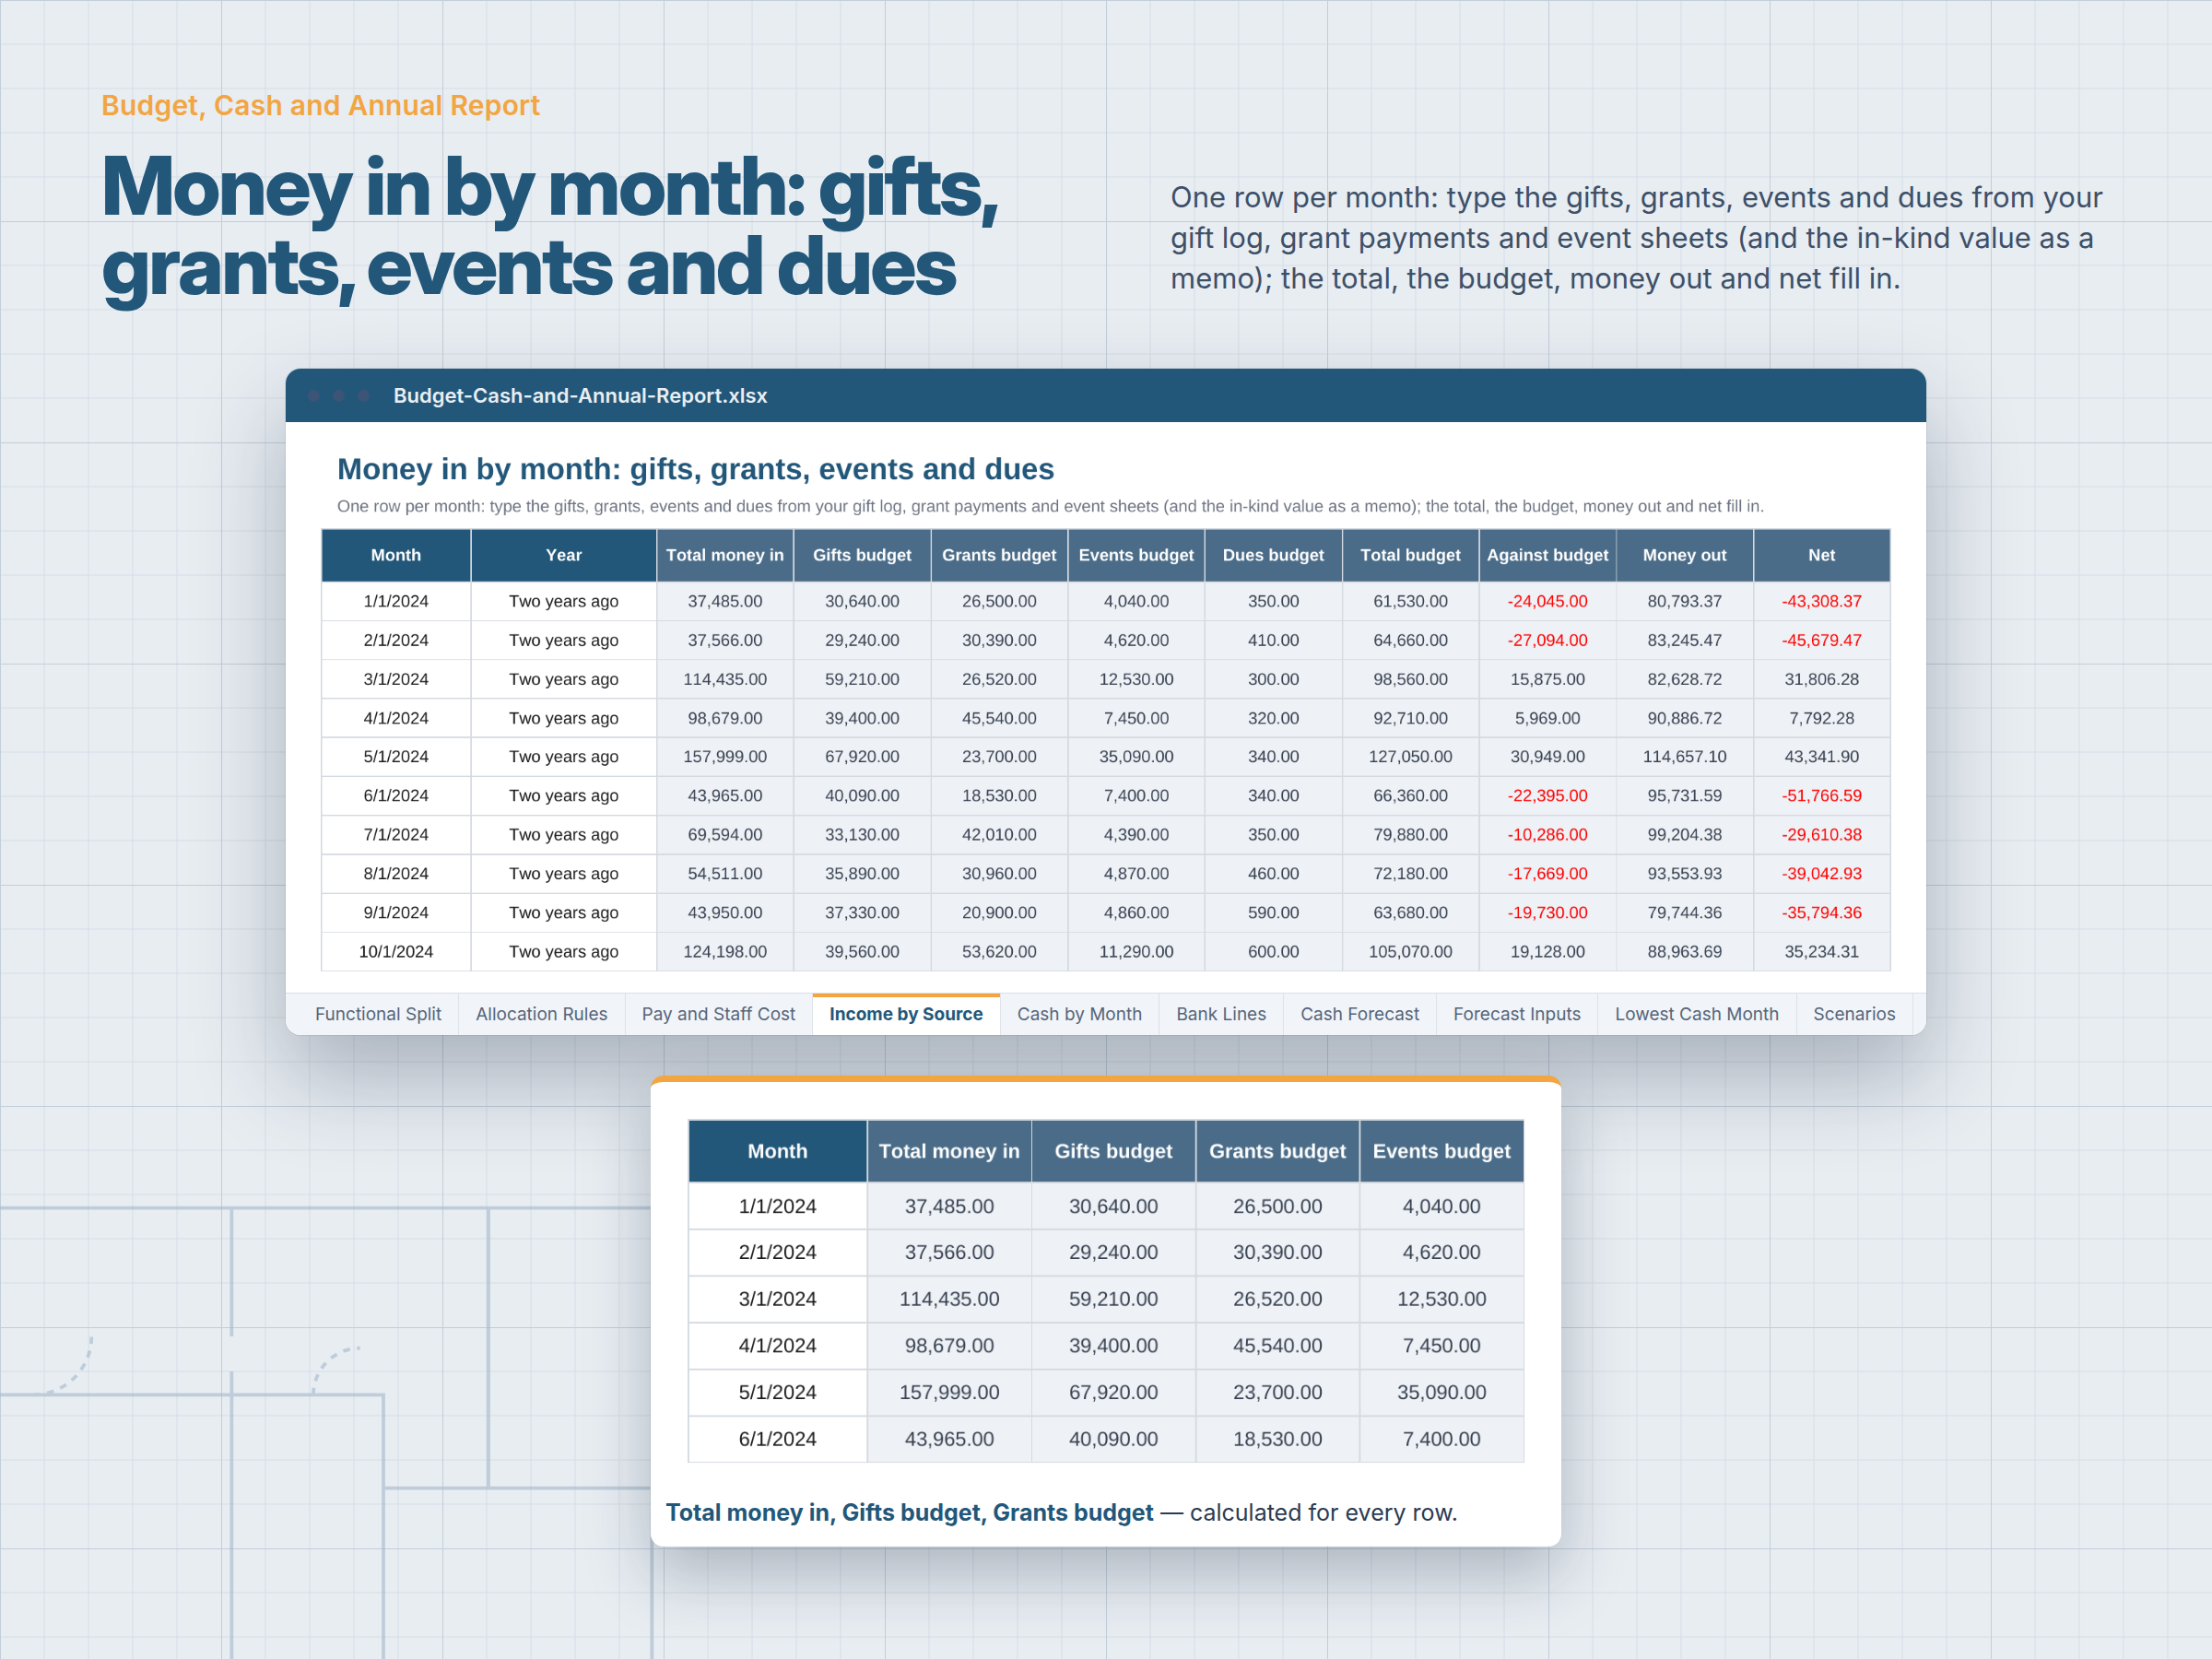 Budget, Cash and Annual Report
Money in by month: gifts,
grants, events and dues
One row per month: type the gifts, grants, events and dues from your
gift log, grant payments and event sheets (and the in-kind value as a
memo); the total, the budget, money out and net fill in.
Budget-Cash-and-Annual-Report.xlsx
Money in by month: gifts, grants, events and dues
One row per month: type the gifts, grants, events and dues from your gift log, grant payments and event sheets (and the in-kind value as a memo); the total, the budget, money out and net fill in.
Month Year Total money in Gifts budget Grants budget Events budget Dues budget Total budget Against budget Money out Net
1/1/2024 Two years ago 37,485.00 30,640.00 26,500.00 4,040.00 350.00 61,530.00 -24,045.00 80,793.37 -43,308.37
2/1/2024 Two years ago 37,566.00 29,240.00 30,390.00 4,620.00 410.00 64,660.00 -27,094.00 83,245.47 -45,679.47
3/1/2024 Two years ago 114,435.00 59,210.00 26,520.00 12,530.00 300.00 98,560.00 15,875.00 82,628.72 31,806.28
4/1/2024 Two years ago 98,679.00 39,400.00 45,540.00 7,450.00 320.00 92,710.00 5,969.00 90,886.72 7,792.28
5/1/2024 Two years ago 157,999.00 67,920.00 23,700.00 35,090.00 340.00 127,050.00 30,949.00 114,657.10 43,341.90
6/1/2024 Two years ago 43,965.00 40,090.00 18,530.00 7,400.00 340.00 66,360.00 -22,395.00 95,731.59 -51,766.59
7/1/2024 Two years ago 69,594.00 33,130.00 42,010.00 4,390.00 350.00 79,880.00 -10,286.00 99,204.38 -29,610.38
8/1/2024 Two years ago 54,511.00 35,890.00 30,960.00 4,870.00 460.00 72,180.00 -17,669.00 93,553.93 -39,042.93
9/1/2024 Two years ago 43,950.00 37,330.00 20,900.00 4,860.00 590.00 63,680.00 -19,730.00 79,744.36 -35,794.36
10/1/2024 Two years ago 124,198.00 39,560.00 53,620.00 11,290.00 600.00 105,070.00 19,128.00 88,963.69 35,234.31
Functional Split Allocation Rules Pay and Staff Cost Income by Source Cash by Month Bank Lines Cash Forecast Forecast Inputs Lowest Cash Month Scenarios
Month Total money in Gifts budget Grants budget Events budget
1/1/2024 37,485.00 30,640.00 26,500.00 4,040.00
2/1/2024 37,566.00 29,240.00 30,390.00 4,620.00
3/1/2024 114,435.00 59,210.00 26,520.00 12,530.00
4/1/2024 98,679.00 39,400.00 45,540.00 7,450.00
5/1/2024 157,999.00 67,920.00 23,700.00 35,090.00
6/1/2024 43,965.00 40,090.00 18,530.00 7,400.00
Total money in, Gifts budget, Grants budget — calculated for every row.